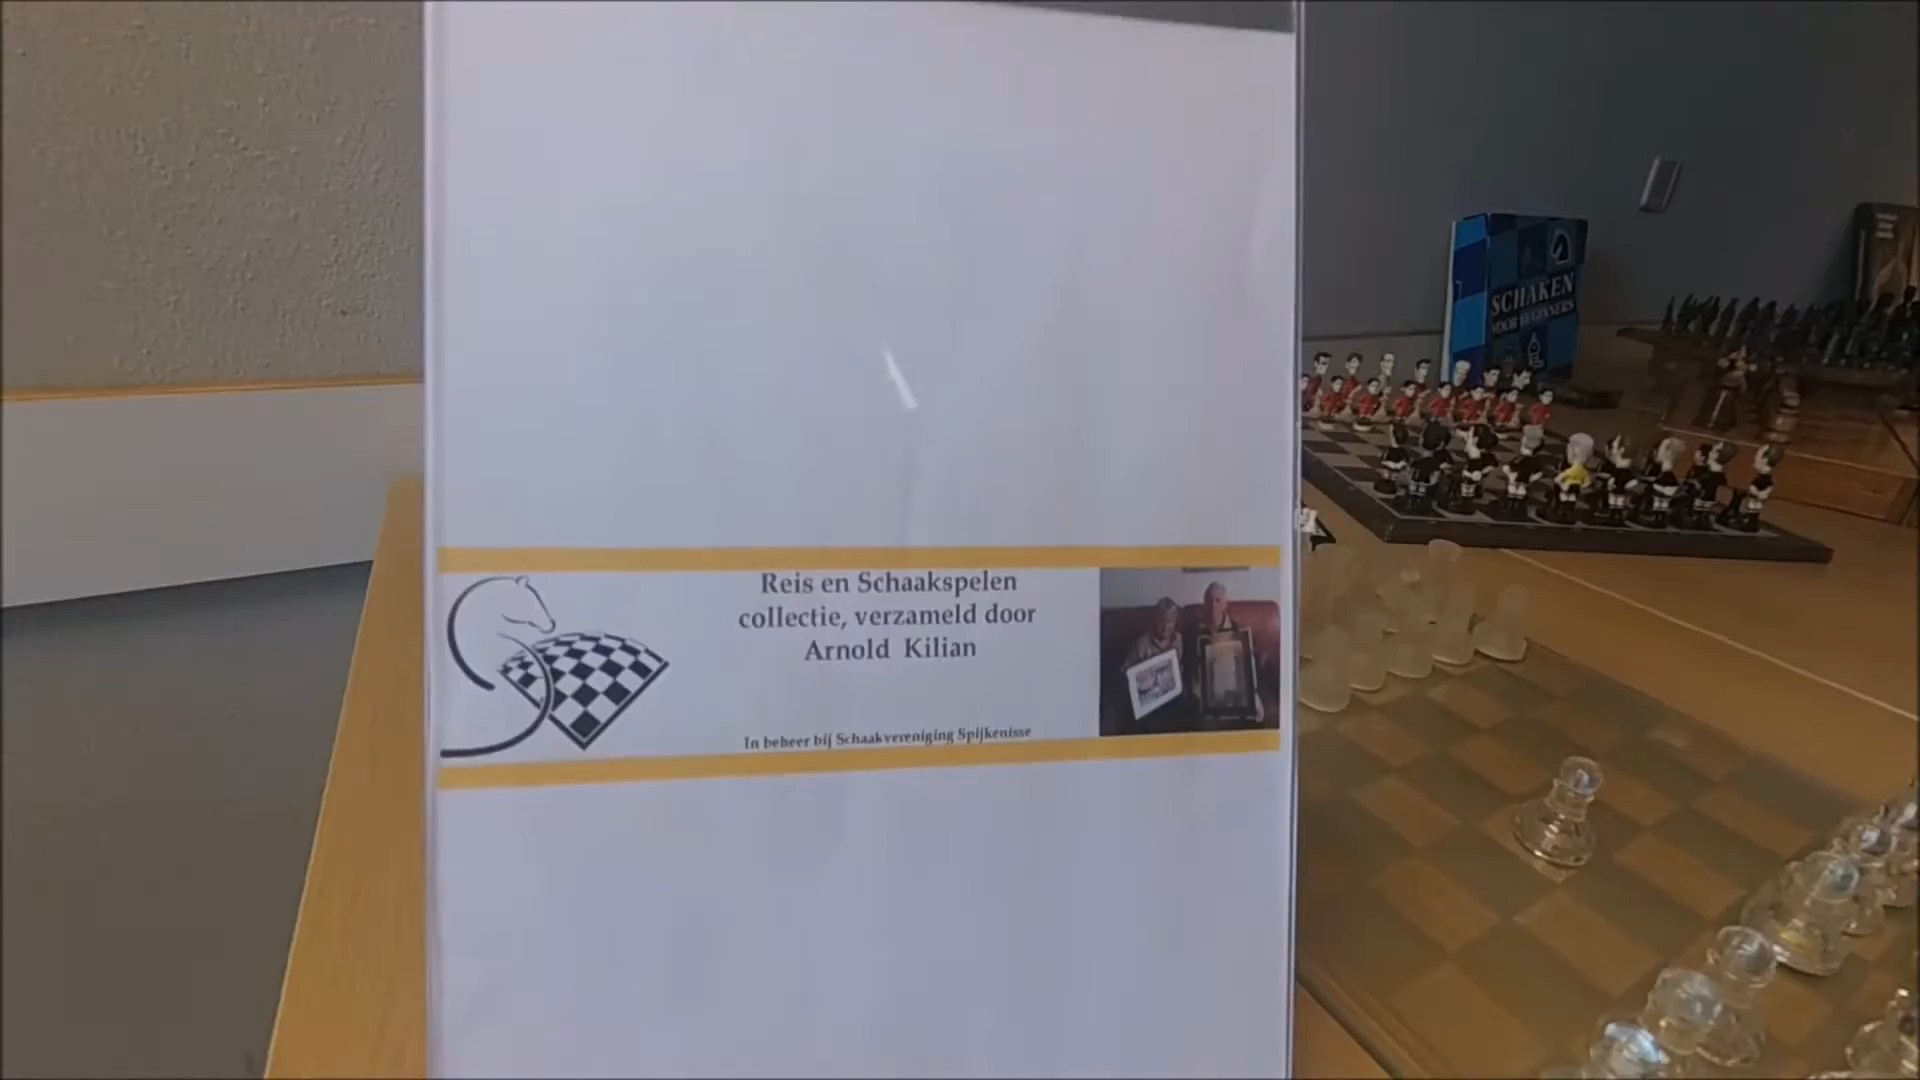 Reis en Schaakspelen
collectie, verzameld door
Arnold Kilian
In beheer bij Schaakvereniging Spijkenisse
SCHAKEN
VOOR BEGINNERS